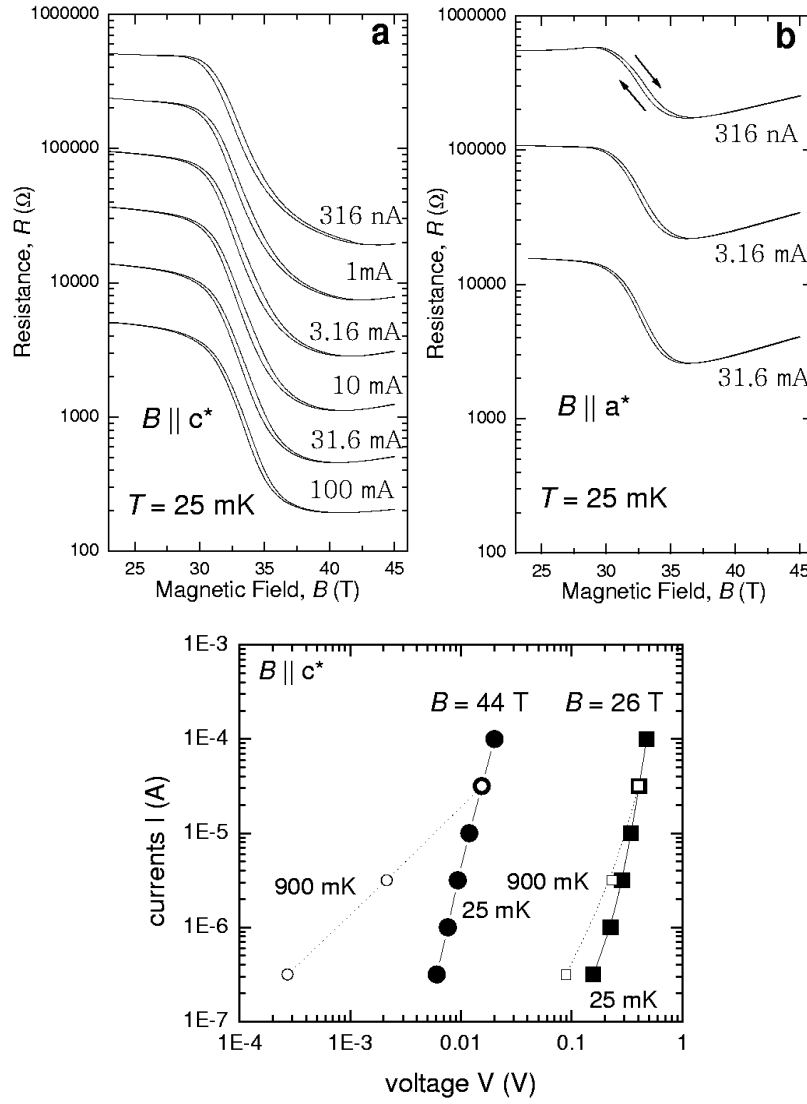 a
1000000
100000
10000
1000
100
Resistance, R (Ω)
316 nA
1mA
3.16 mA
10 mA
31.6 mA
100 mA
B || c*
T = 25 mK
25 30 35 40 45
Magnetic Field, B (T)
b
1000000
100000
10000
1000
100
Resistance, R (Ω)
316 nA
3.16 mA
31.6 mA
B || a*
T = 25 mK
25 30 35 40 45
Magnetic Field, B (T)
1E-3
1E-4
1E-5
1E-6
1E-7
currents I (A)
B || c*
B = 44 T B = 26 T
900 mK
25 mK
900 mK
25 mK
1E-4 1E-3 0.01 0.1 1
voltage V (V)